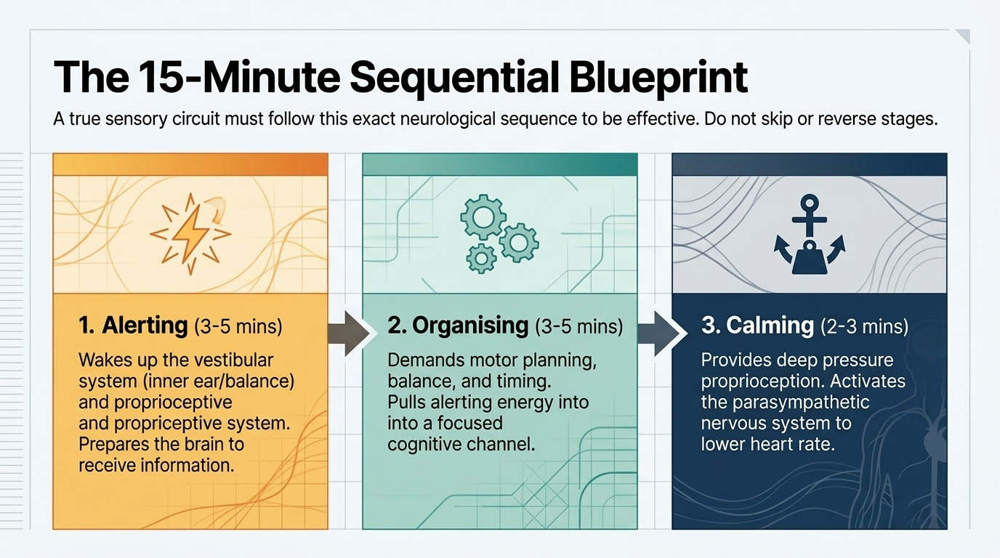 The 15-Minute Sequential Blueprint
A true sensory circuit must follow this exact neurological sequence to be effective. Do not skip or reverse stages.
1. Alerting (3-5 mins)
Wakes up the vestibular
system (inner ear/balance)
and proprioceptive
and propriceptive system.
Prepares the brain to
receive information.
2. Organising (3-5 mins)
Demands motor planning,
balance, and timing.
Pulls alerting energy into
into a focused
cognitive channel.
3. Calming (2-3 mins)
Provides deep pressure
proprioception. Activates
the parasympathetic
nervous system to
lower heart rate.